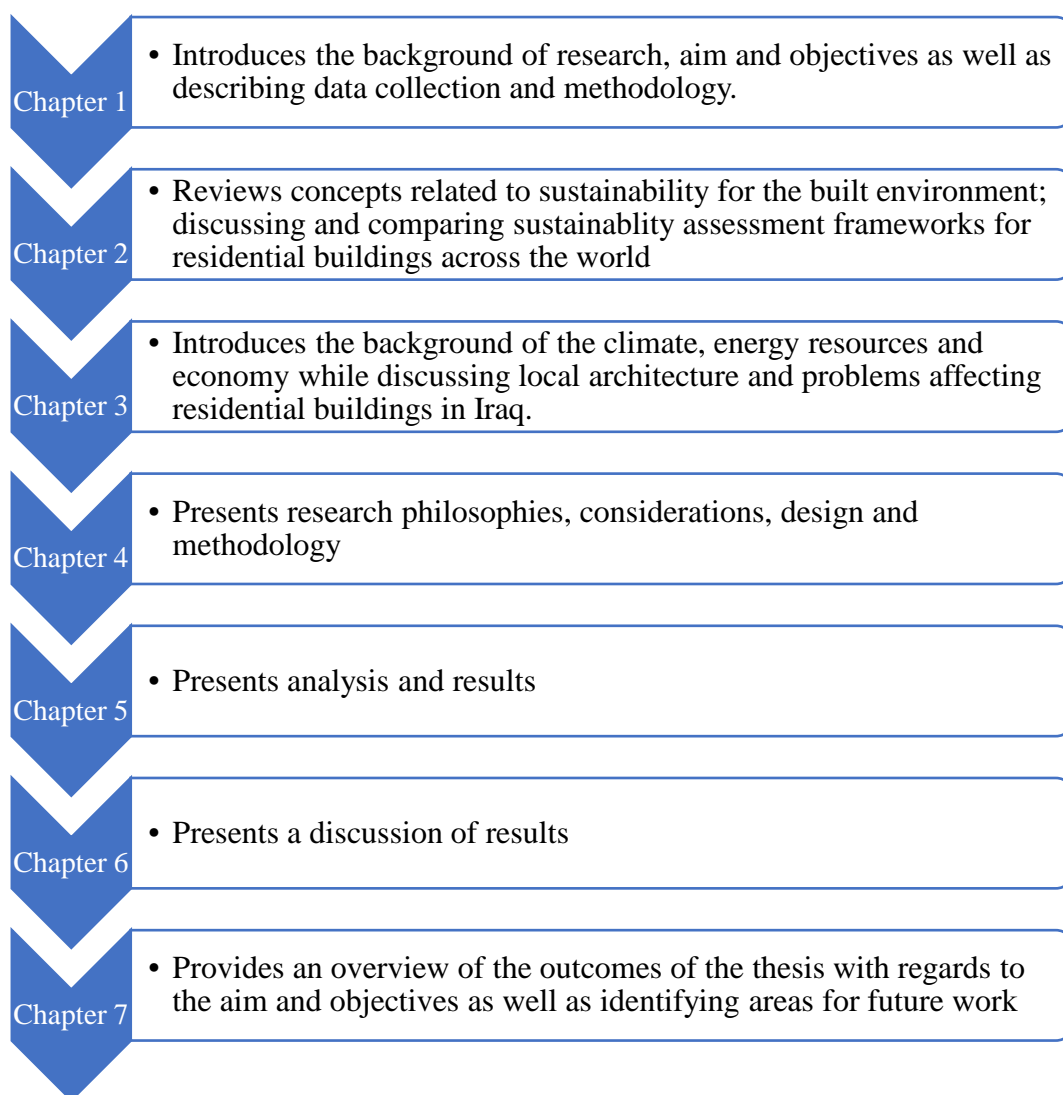 Chapter 1
• Introduces the background of research, aim and objectives as well as
describing data collection and methodology.
Chapter 2
• Reviews concepts related to sustainability for the built environment;
discussing and comparing sustainablity assessment frameworks for
residential buildings across the world
Chapter 3
• Introduces the background of the climate, energy resources and
economy while discussing local architecture and problems affecting
residential buildings in Iraq.
Chapter 4
• Presents research philosophies, considerations, design and
methodology
Chapter 5
• Presents analysis and results
Chapter 6
• Presents a discussion of results
Chapter 7
• Provides an overview of the outcomes of the thesis with regards to
the aim and objectives as well as identifying areas for future work